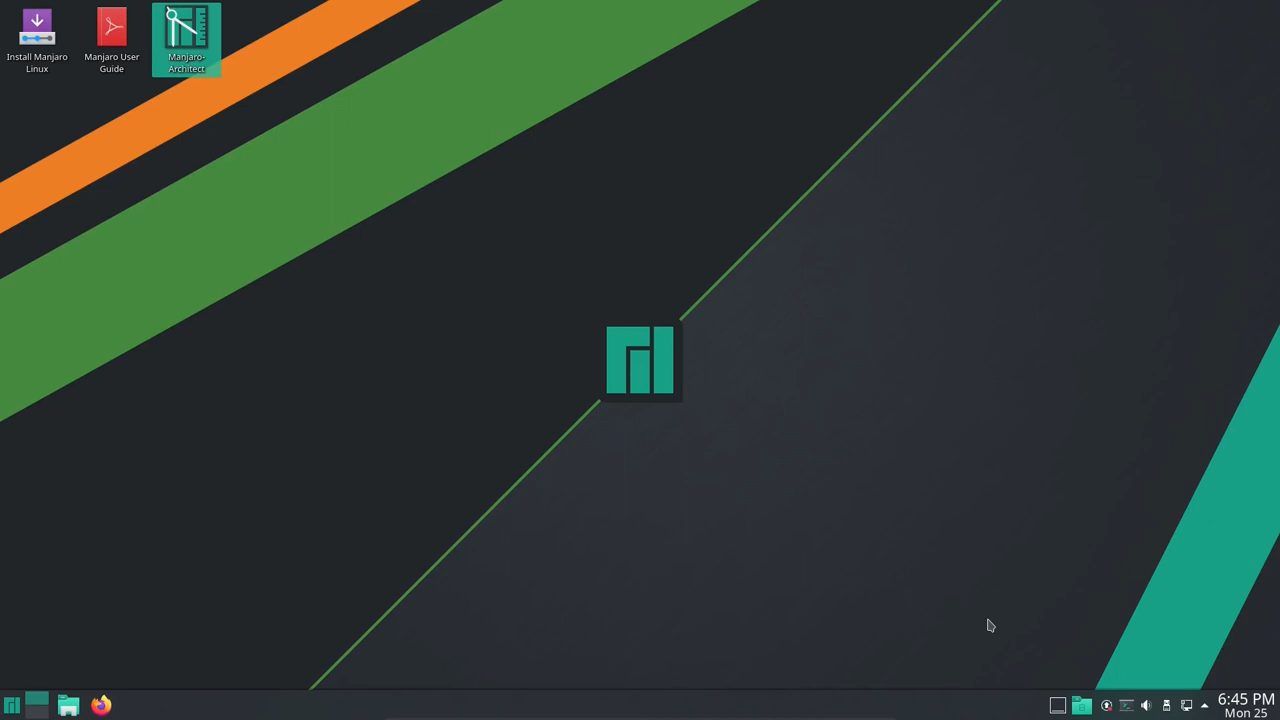 Install Manjaro
Linux
Manjaro User
Guide
Manjaro-
Architect
6:45 PM
Mon 25